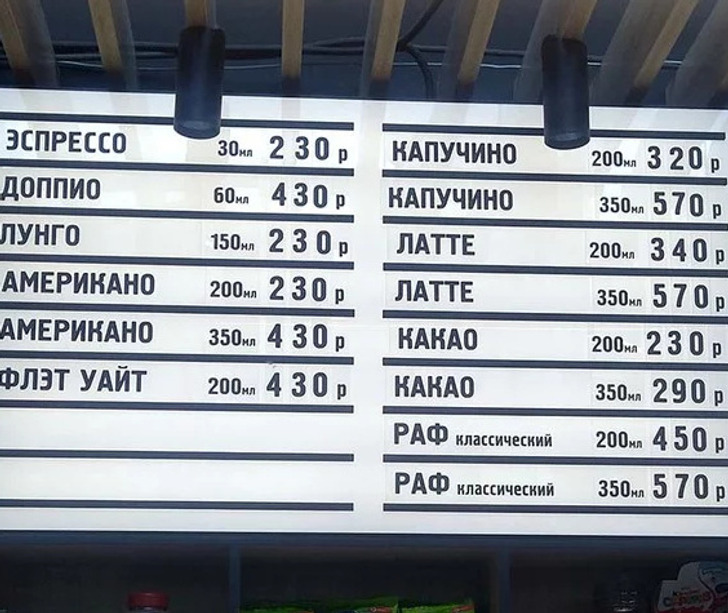 ЭСПРЕССО 30мл 230 р
ДОППИО 60мл 430 р
ЛУНГО 150мл 230 р
АМЕРИКАНО 200мл 230 р
АМЕРИКАНО 350мл 430 р
ФЛЭТ УАЙТ 200мл 430 р
КАПУЧИНО 200мл 320 р
КАПУЧИНО 350мл 570 р
ЛАТТЕ 200мл 340 р
ЛАТТЕ 350мл 570 р
КАКАО 200мл 230 р
КАКАО 350мл 290 р
РАФ классический 200мл 450 р
РАФ классический 350мл 570 р